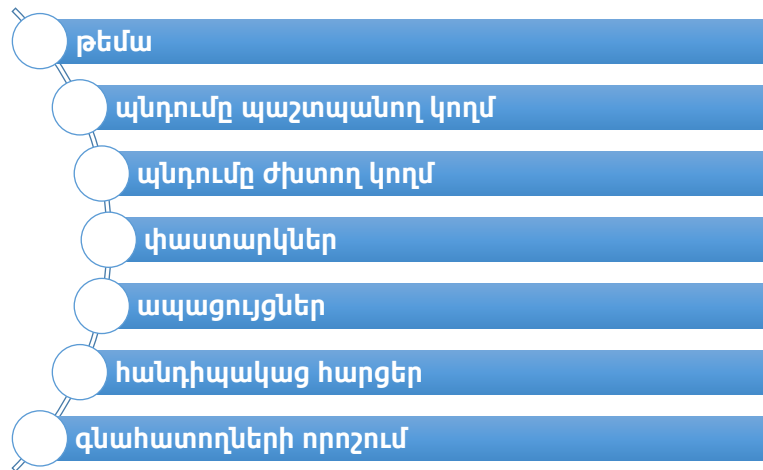 թեմա
պնդումը պաշտպանող կողմ
պնդումը ժխտող կողմ
փաստարկներ
ապացույցներ
հանդիպակաց հարցեր
գնահատողների որոշում